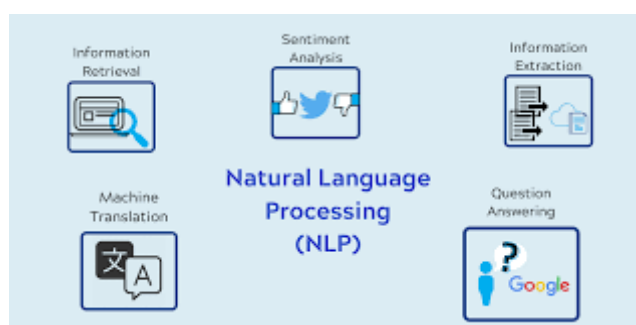 Information
Retrieval
Sentiment
Analysis
Information
Extraction
Natural Language
Processing
(NLP)
Machine
Translation
文
A
Question
Answering
?
Google